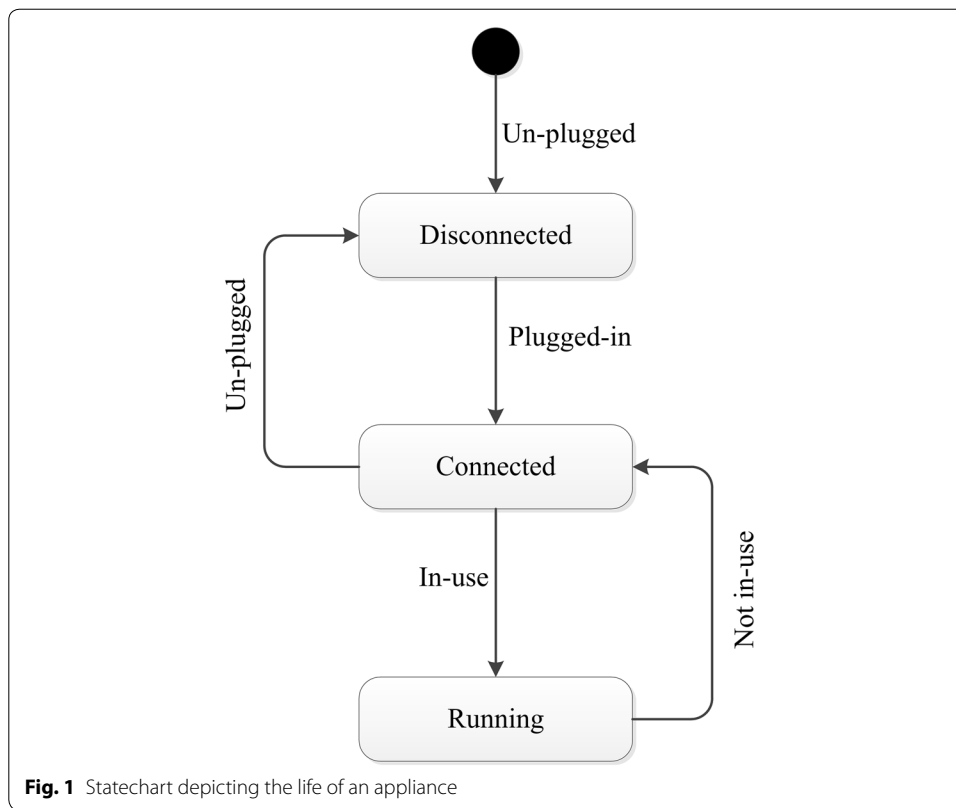 Un-plugged
Disconnected
Un-plugged
Plugged-in
Connected
In-use
Not in-use
Running
Fig. 1 Statechart depicting the life of an appliance